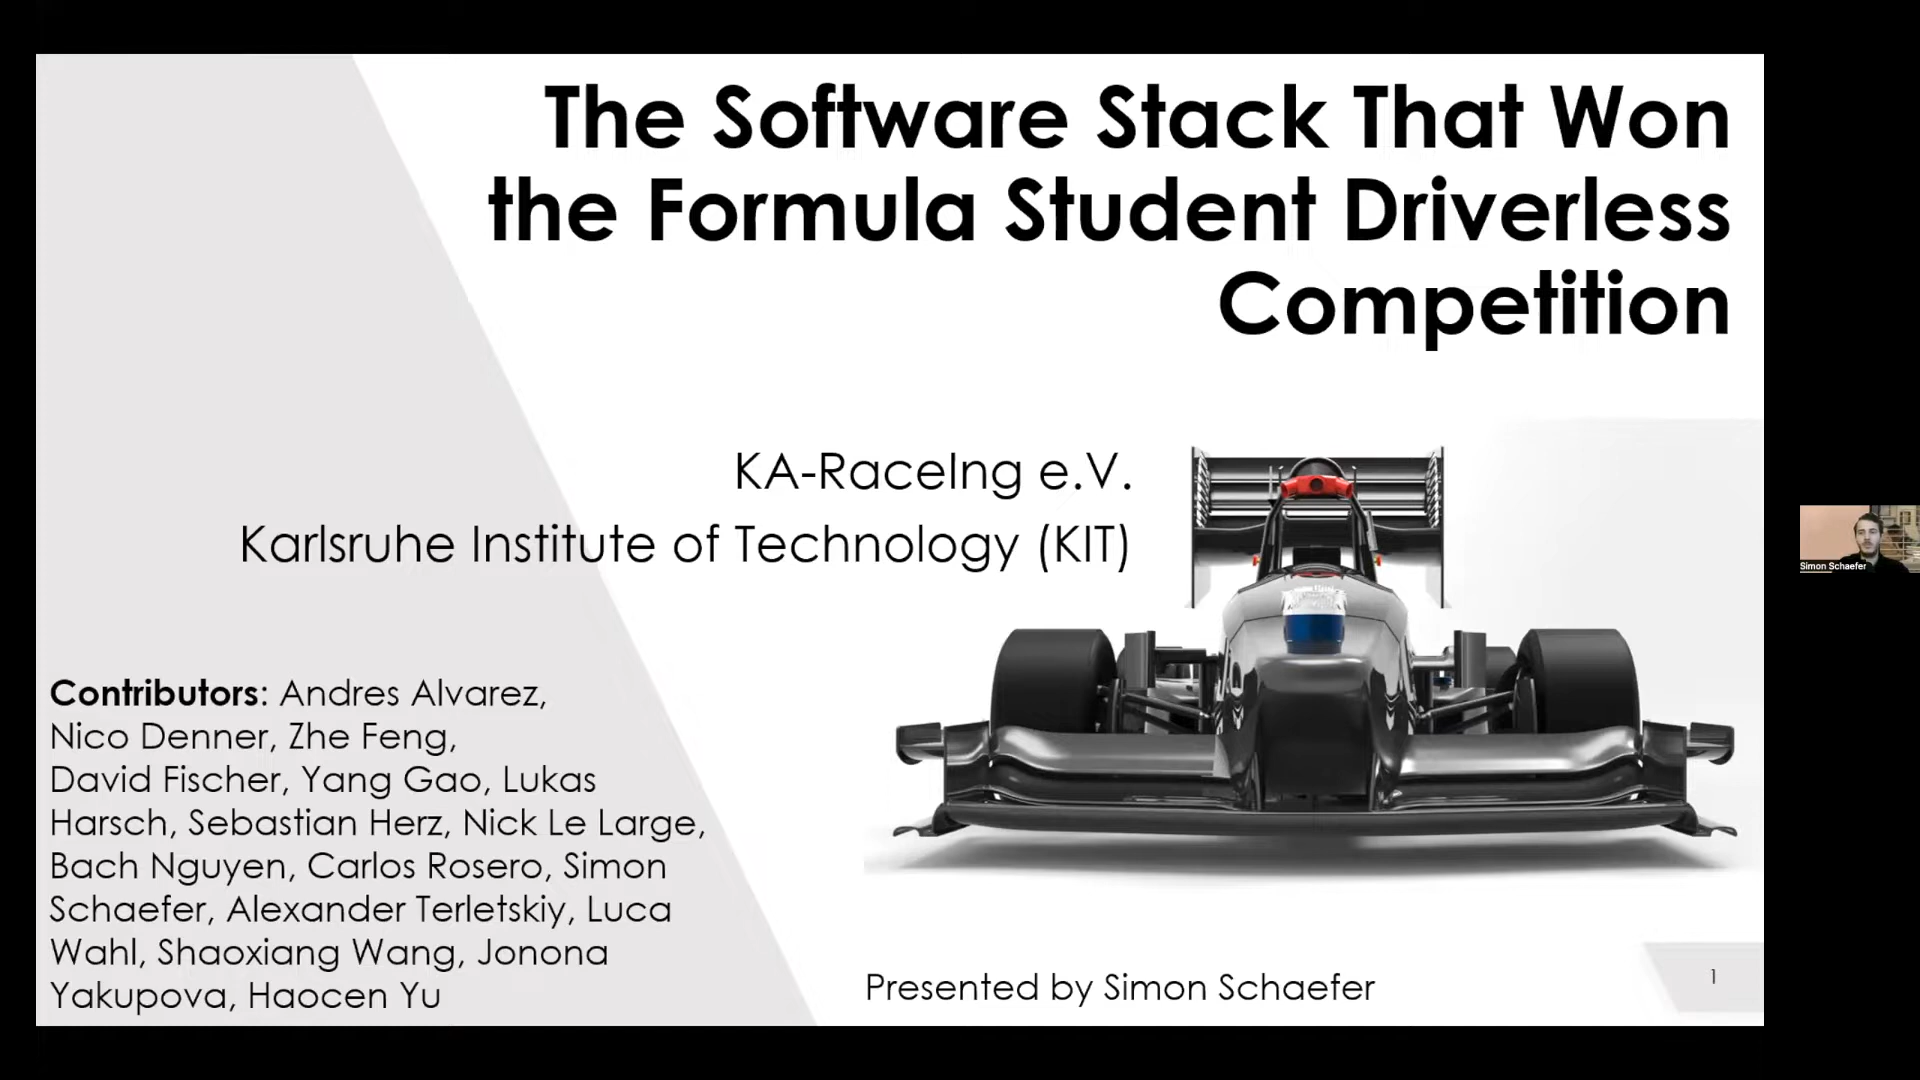 The Software Stack That Won
the Formula Student Driverless
Competition
KA-RaceIng e.V.
Karlsruhe Institute of Technology (KIT)
Contributors: Andres Alvarez,
Nico Denner, Zhe Feng,
David Fischer, Yang Gao, Lukas
Harsch, Sebastian Herz, Nick Le Large,
Bach Nguyen, Carlos Rosero, Simon
Schaefer, Alexander Terletskiy, Luca
Wahl, Shaoxiang Wang, Jonona
Yakupova, Haocen Yu
Presented by Simon Schaefer
1
Simon Schaefer